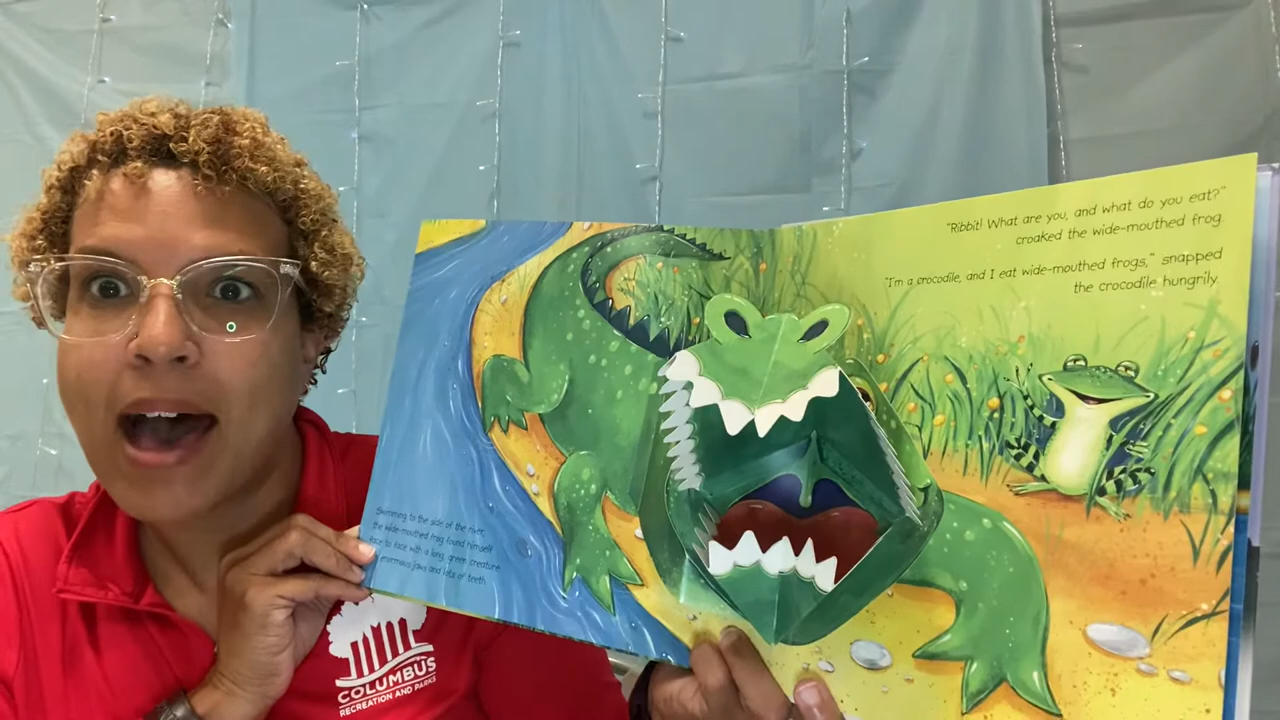 Swimming to the side of the river,
the wide-mouthed frog found himself
face to face with a long, green creature
enormous jaws and lots of teeth.
"Ribbit! What are you, and what do you eat?"
croaked the wide-mouthed frog.
"I'm a crocodile, and I eat wide-mouthed frogs," snapped
the crocodile hungrily.
COLUMBUS
RECREATION AND PARKS